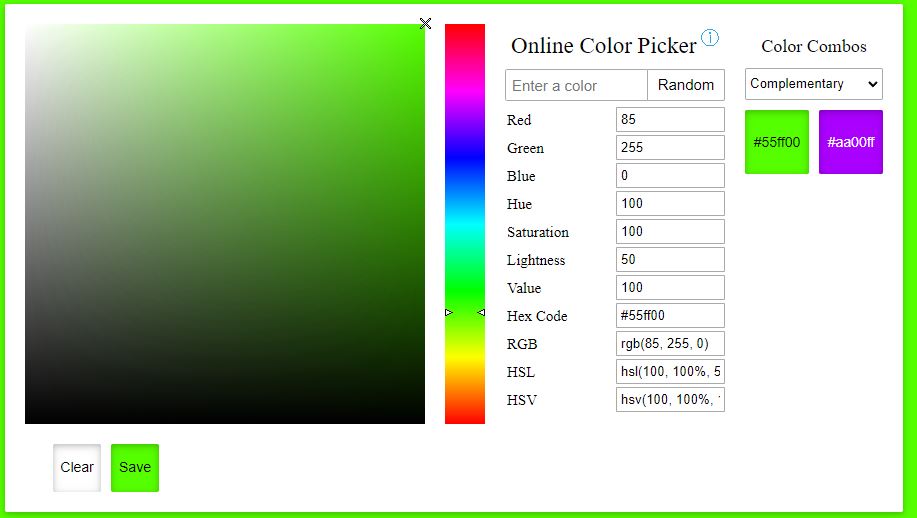 Online Color Picker
Enter a color
Random
Red
85
Green
255
Blue
0
Hue
100
Saturation
100
Lightness
50
Value
100
Hex Code
#55ff00
RGB
rgb(85, 255, 0)
HSL
hsl(100, 100%, 5
HSV
hsv(100, 100%,
Color Combos
Complementary
#55ff00
#aa00ff
Clear
Save